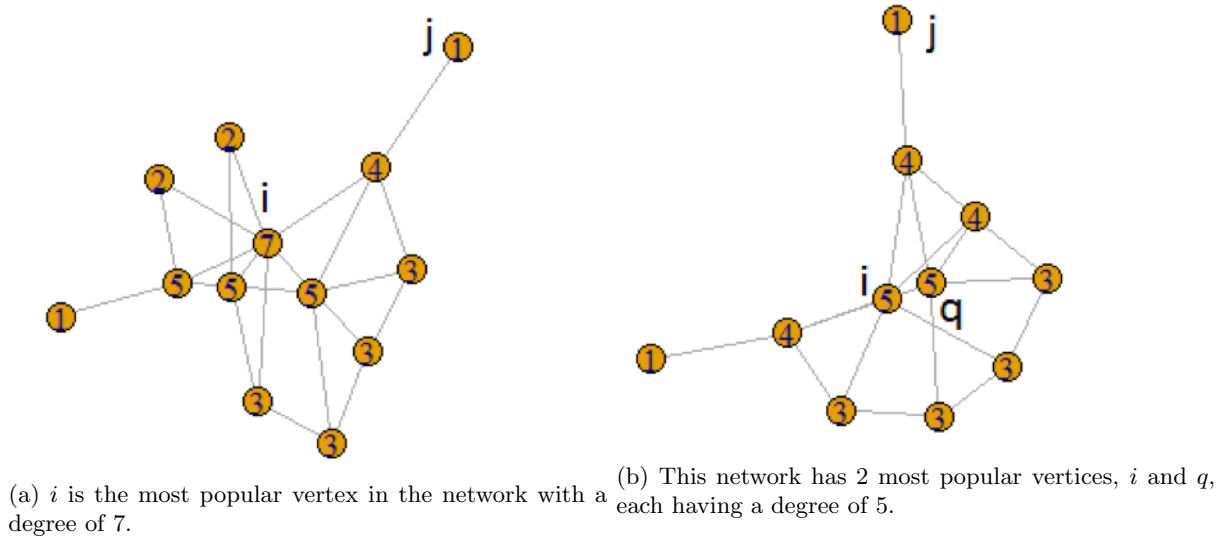 j 1
2
2
4
i
7
3
5
5
5
1
3
3
3
(a) i is the most popular vertex in the network with a
degree of 7.
1 j
4
4
3
i 5
5
q
4
1
3
3
3
(b) This network has 2 most popular vertices, i and q,
each having a degree of 5.